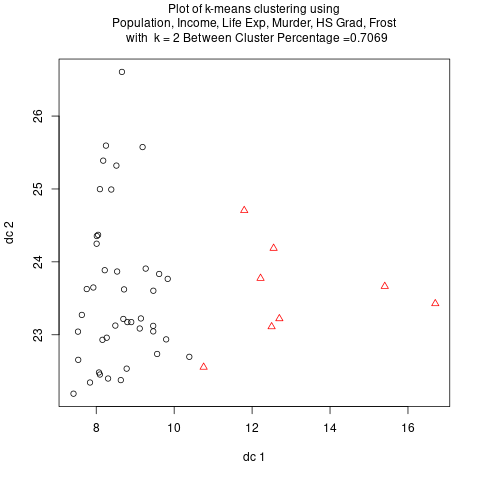 Plot of k-means clustering using
Population, Income, Life Exp, Murder, HS Grad, Frost
with  k = 2 Between Cluster Percentage =0.7069
26
25
24
23
dc 2
8
10
12
14
16
dc 1